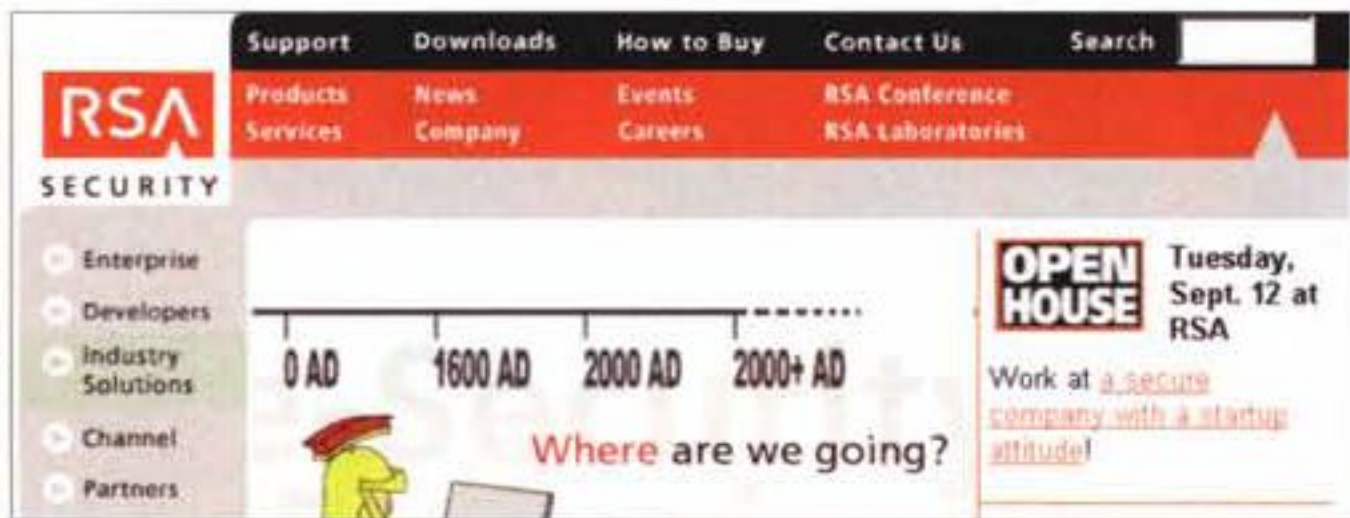 Support Downloads How to Buy Contact Us Search
Products News Events RSA Conference
Services Company Careers RSA Laboratories
RSA
SECURITY
Enterprise
Developers
Industry
Solutions
Channel
Partners
0 AD 1600 AD 2000 AD 2000+ AD
Where are we going?
OPEN
HOUSE
Tuesday,
Sept. 12 at
RSA
Work at a secure
company with a startup
attitude!